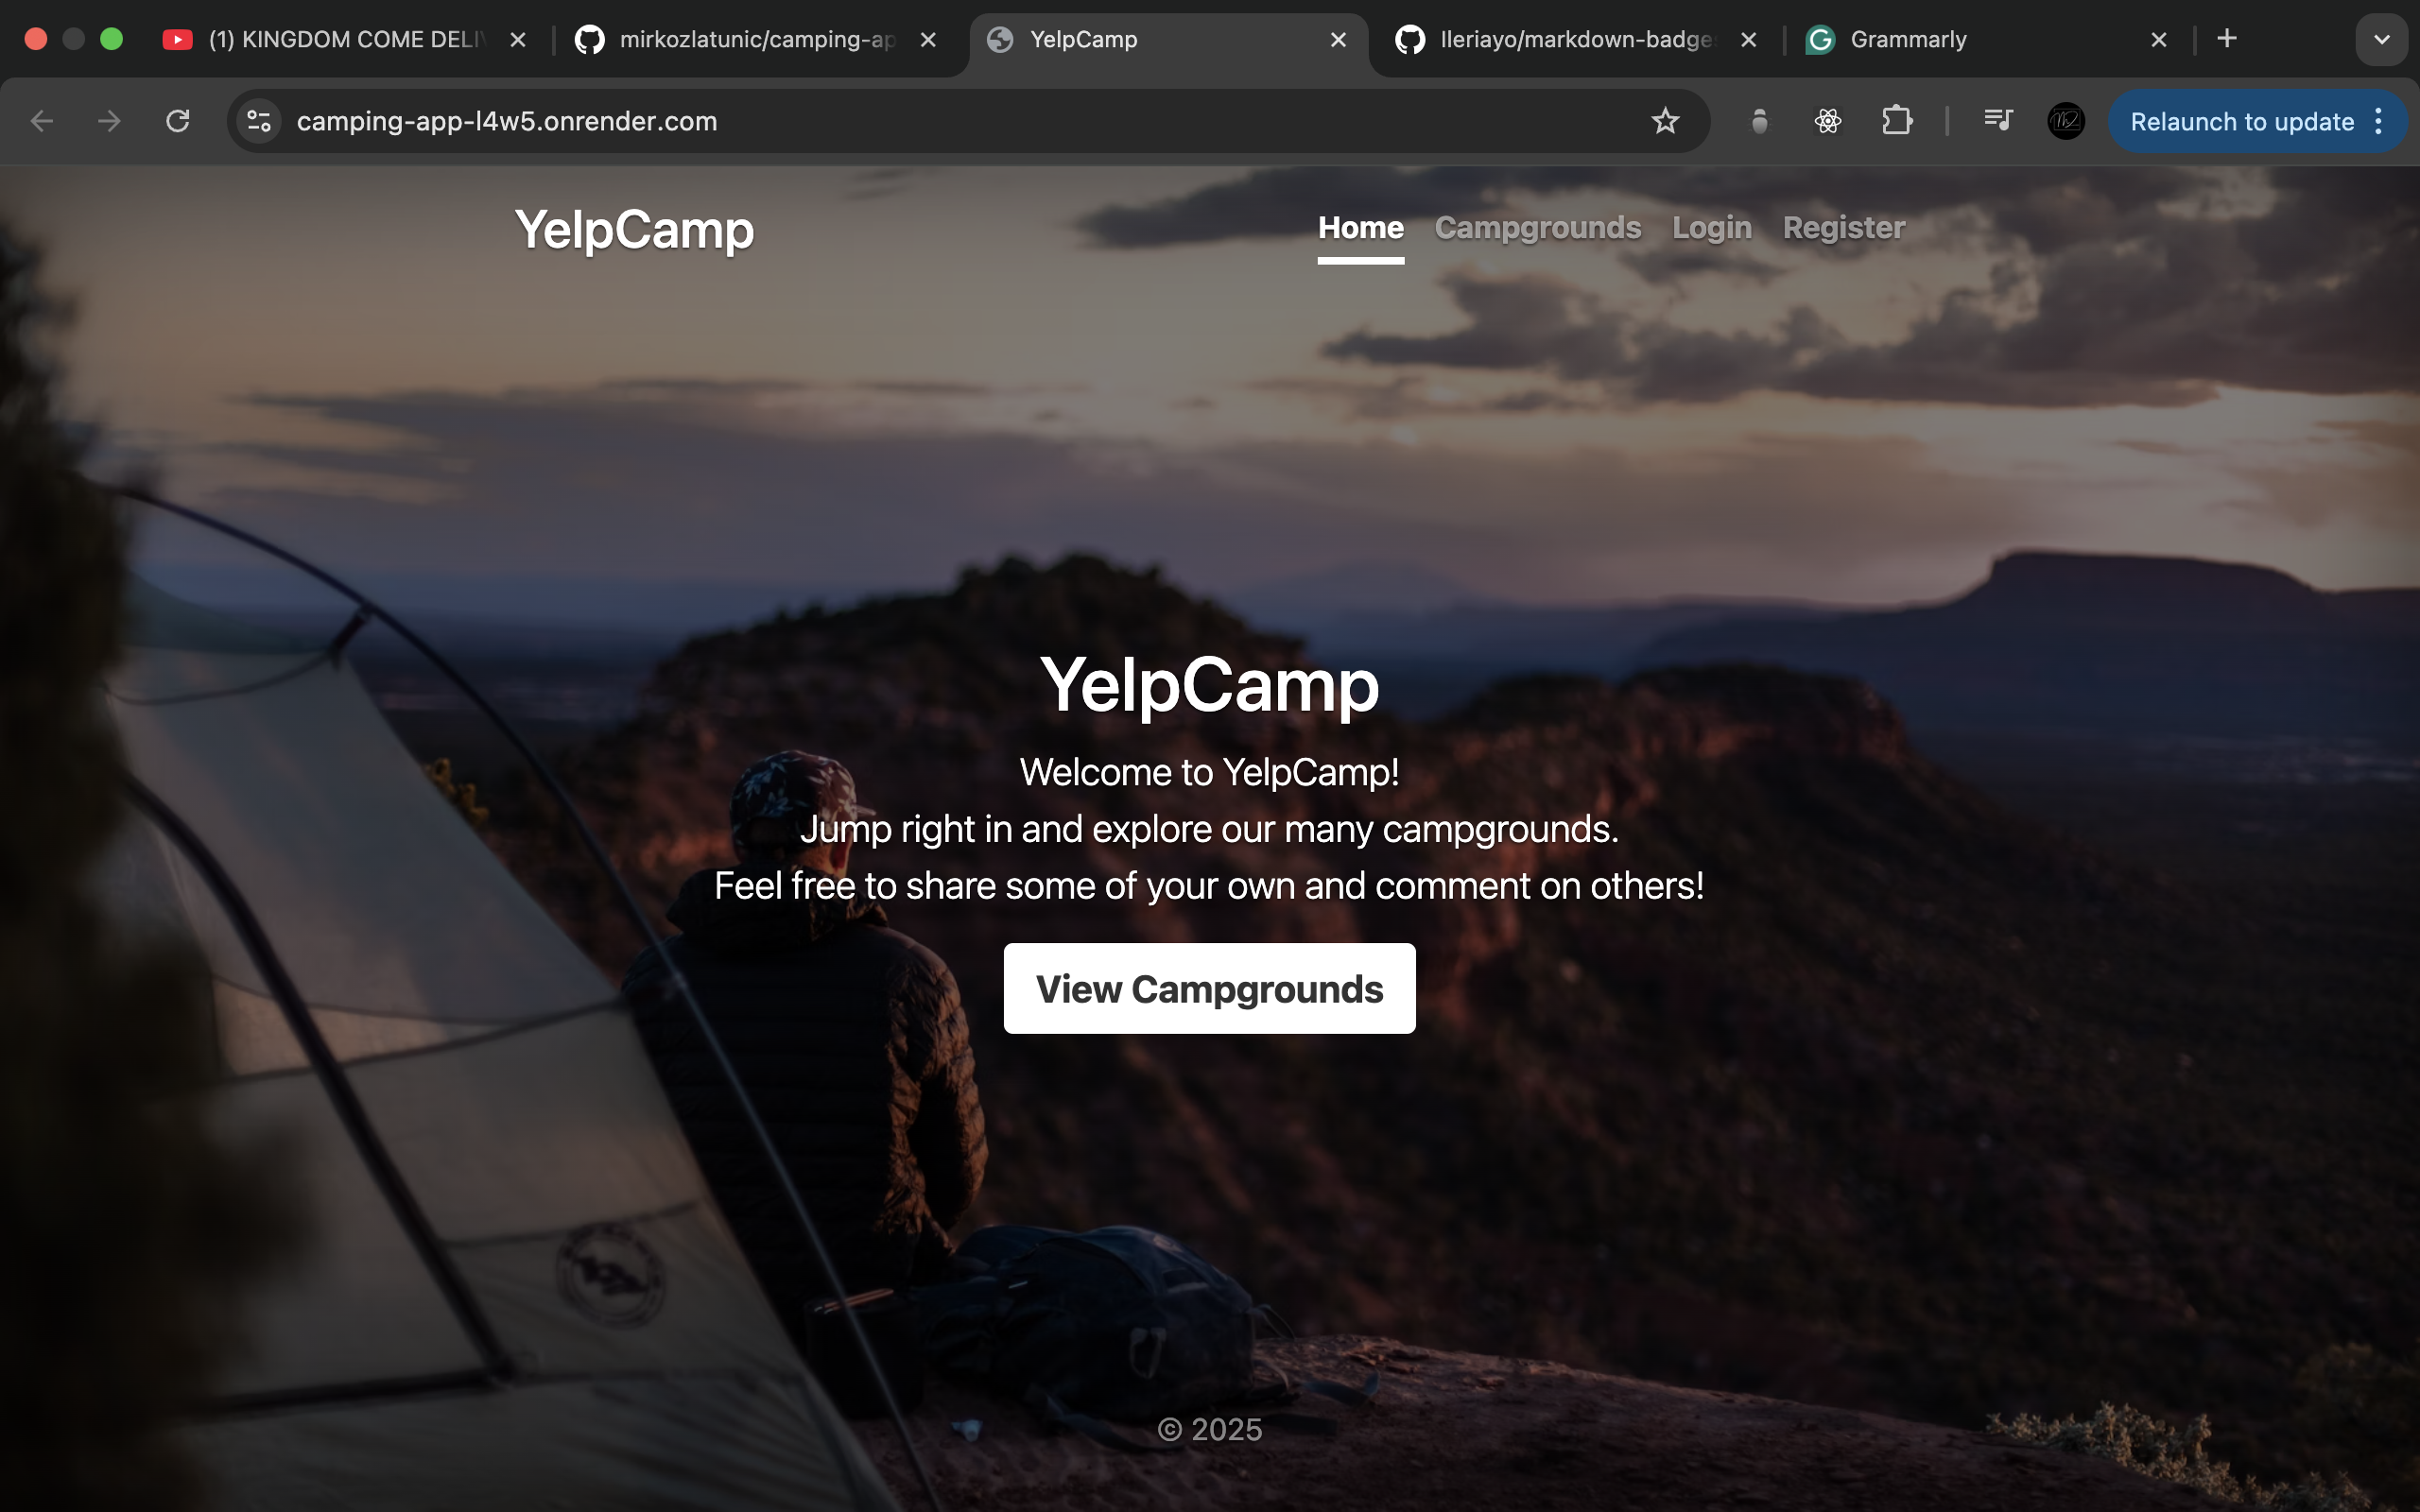 (1) KINGDOM COME DELIV
mirkozlatunic/camping-ap
YelpCamp
Ileriayo/markdown-badges
Grammarly
camping-app-l4w5.onrender.com
Relaunch to update
YelpCamp
Home Campgrounds Login Register
YelpCamp
Welcome to YelpCamp!
Jump right in and explore our many campgrounds.
Feel free to share some of your own and comment on others!
View Campgrounds
© 2025